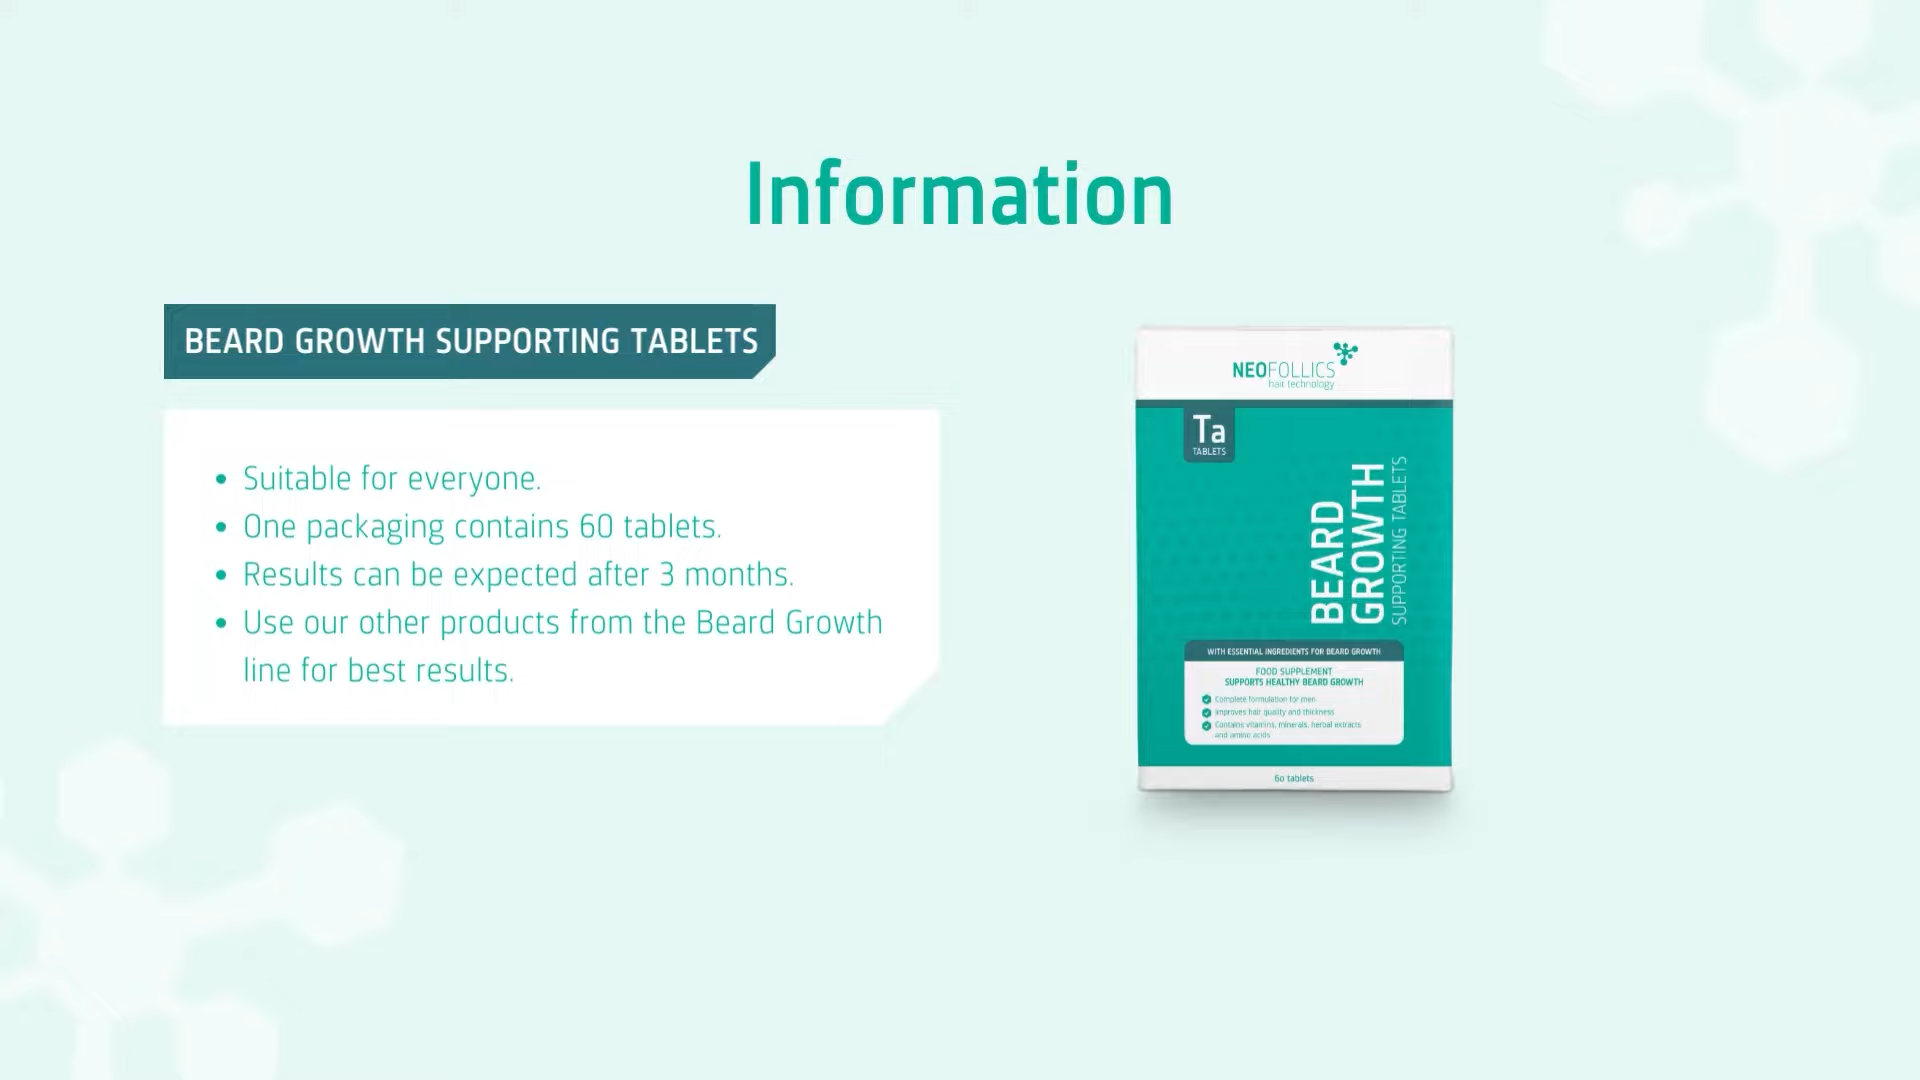 Information
BEARD GROWTH SUPPORTING TABLETS
• Suitable for everyone.
• One packaging contains 60 tablets.
• Results can be expected after 3 months.
• Use our other products from the Beard Growth
line for best results.
NEOFOLLICS
hair technology
Ta
TABLETS
BEARD
GROWTH
SUPPORTING TABLETS
WITH ESSENTIAL INGREDIENTS FOR BEARD GROWTH
FOOD SUPPLEMENT
SUPPORTS HEALTHY BEARD GROWTH
Complete formulation for men
Improves hair quality and thickness
Contains vitamins, minerals, herbal extracts
and amino acids
60 tablets